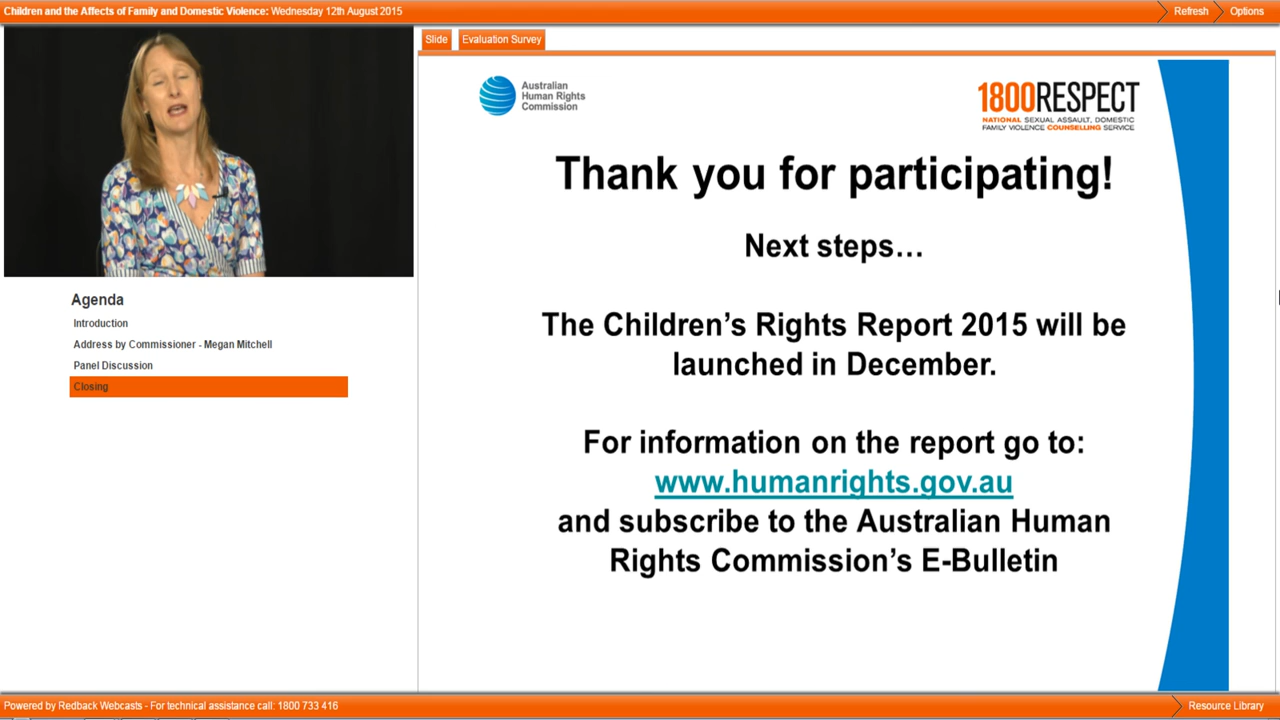 Children and the Affects of Family and Domestic Violence: Wednesday 12th August 2015
Refresh
Options
Slide
Evaluation Survey
Australian
Human Rights
Commission
1800RESPECT
NATIONAL SEXUAL ASSAULT, DOMESTIC
FAMILY VIOLENCE COUNSELLING SERVICE
Thank you for participating!
Next steps…
The Children’s Rights Report 2015 will be
launched in December.
For information on the report go to:
www.humanrights.gov.au
and subscribe to the Australian Human
Rights Commission’s E-Bulletin
Agenda
Introduction
Address by Commissioner - Megan Mitchell
Panel Discussion
Closing
Powered by Redback Webcasts - For technical assistance call: 1800 733 416
Resource Library